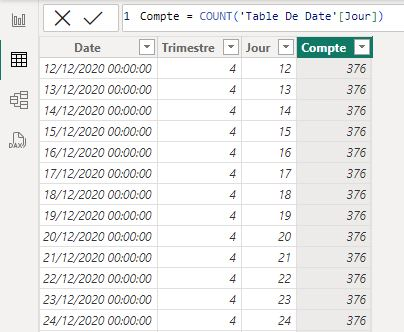 1 Compte = COUNT('Table De Date'[Jour])
Date Trimestre Jour Compte
12/12/2020 00:00:00 4 12 376
13/12/2020 00:00:00 4 13 376
14/12/2020 00:00:00 4 14 376
15/12/2020 00:00:00 4 15 376
16/12/2020 00:00:00 4 16 376
17/12/2020 00:00:00 4 17 376
18/12/2020 00:00:00 4 18 376
19/12/2020 00:00:00 4 19 376
20/12/2020 00:00:00 4 20 376
21/12/2020 00:00:00 4 21 376
22/12/2020 00:00:00 4 22 376
23/12/2020 00:00:00 4 23 376
24/12/2020 00:00:00 4 24 376
DAX